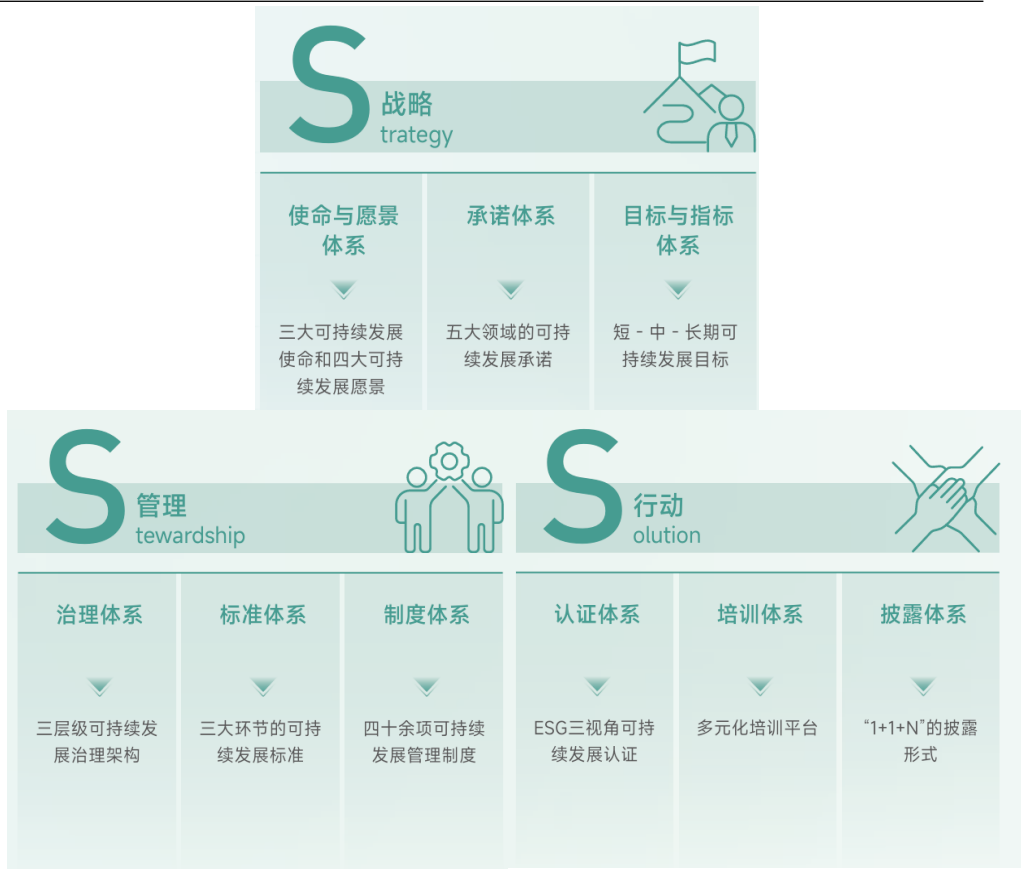 S 战略
trategy
使命与愿景
体系
三大可持续发展
使命和四大可持
续发展愿景
承诺体系
五大领域的可持
续发展承诺
目标与指标
体系
短 - 中 - 长期可
持续发展目标
S 管理
tewardship
治理体系
三层级可持续发
展治理架构
标准体系
三大环节的可持
续发展标准
制度体系
四十余项可持续
发展管理制度
S 行动
olution
认证体系
ESG三视角可持
续发展认证
培训体系
多元化培训平台
披露体系
“1+1+N”的披露
形式